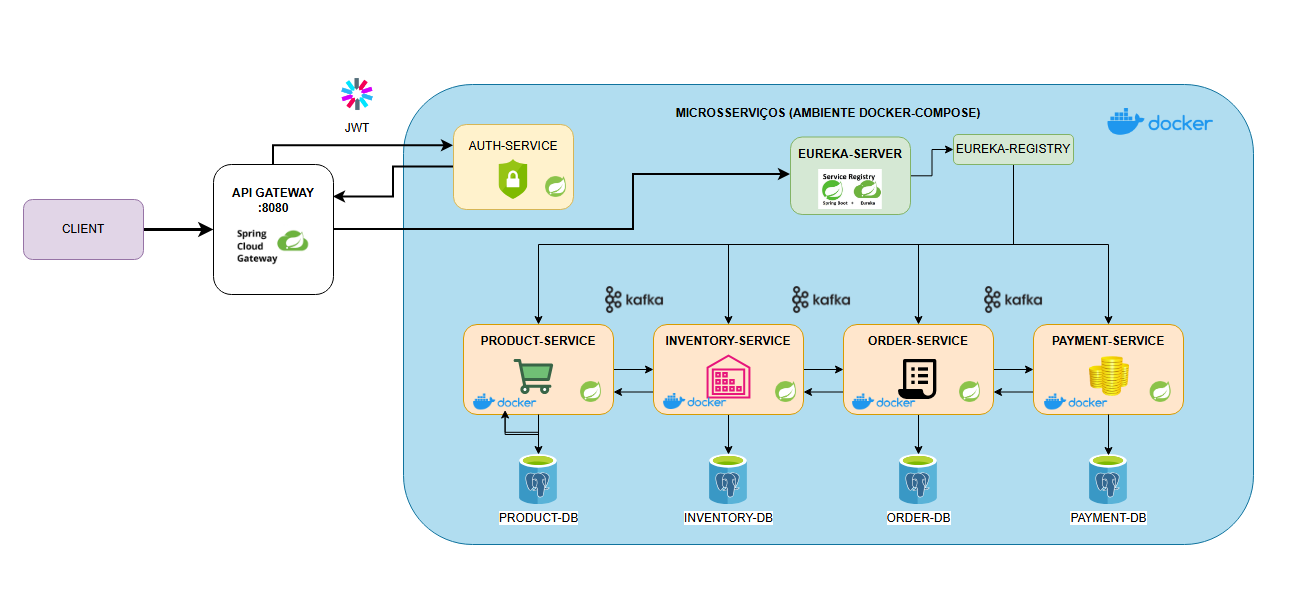 JWT
MICROSSERVIÇOS (AMBIENTE DOCKER-COMPOSE)
docker
AUTH-SERVICE
EUREKA-SERVER
Service Registry
Spring Boot + Eureka
EUREKA-REGISTRY
API GATEWAY
:8080
Spring
Cloud
Gateway
CLIENT
kafka
kafka
kafka
PRODUCT-SERVICE
docker
INVENTORY-SERVICE
docker
ORDER-SERVICE
docker
PAYMENT-SERVICE
docker
PRODUCT-DB
INVENTORY-DB
ORDER-DB
PAYMENT-DB